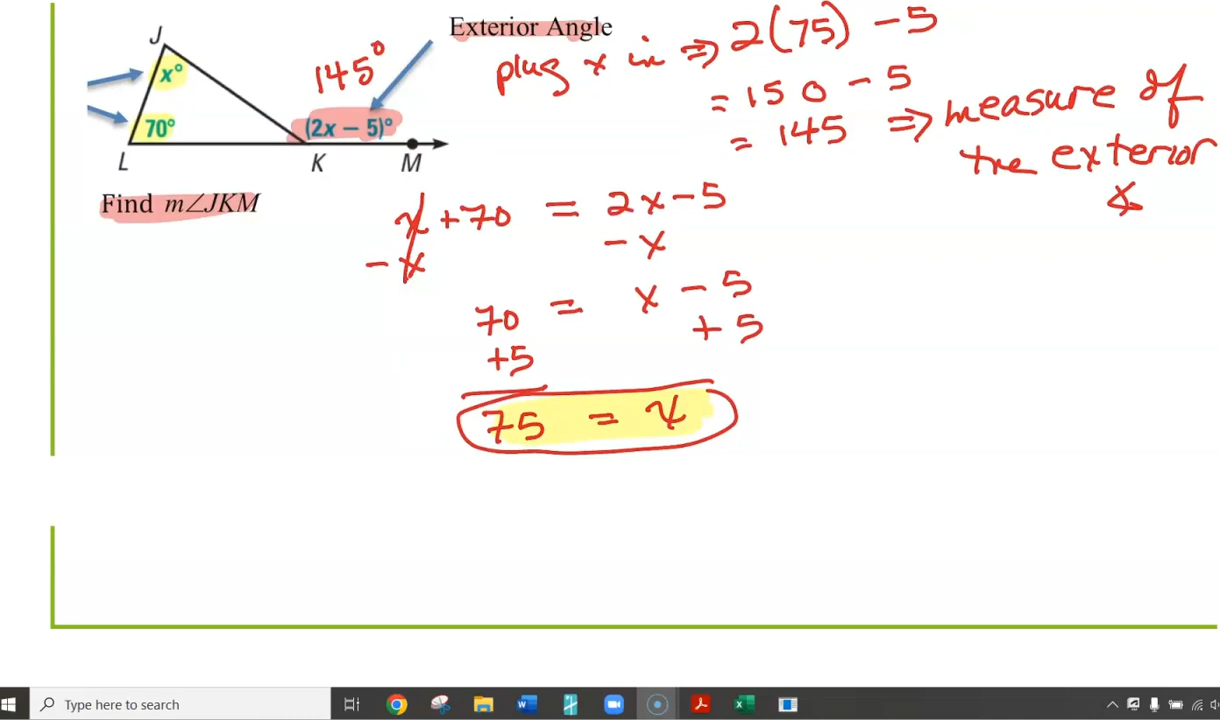 Exterior Angle
plug x in => 2(75) - 5
= 150 - 5
= 145 => measure of
the exterior
∡
J
x°
145°
70°
(2x – 5)°
L
K
M
Find m∠JKM
x + 70 = 2x - 5
- x - x
70 = x - 5
+5 + 5
75 = x
Type here to search